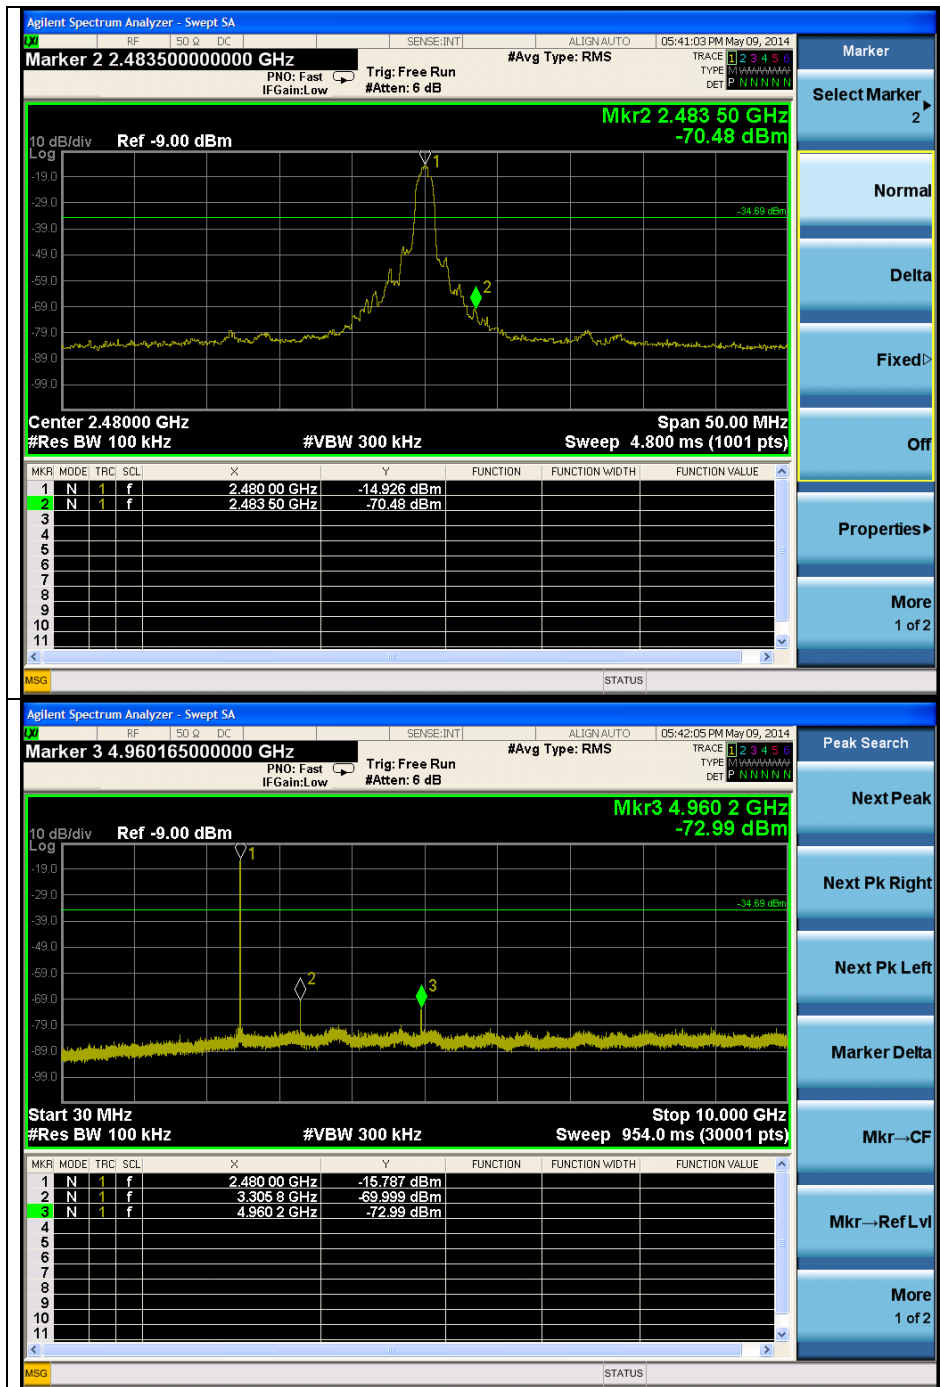 Agilent Spectrum Analyzer - Swept SA
LXI RF 50 Ω DC SENSE:INT ALIGN AUTO 05:41:03 PM May 09, 2014
Marker 2 2.483500000000 GHz #Avg Type: RMS TRACE 1 2 3 4 5 6
PNO: Fast Trig: Free Run TYPE M
IFGain:Low #Atten: 6 dB DET P N N N N N
Mkr2 2.483 50 GHz
10 dB/div Ref -9.00 dBm -70.48 dBm
Log
1
-19.0
-29.0
-34.69 dBm
-39.0
-49.0
-59.0
2
-69.0
-79.0
-89.0
-99.0
Center 2.48000 GHz Span 50.00 MHz
#Res BW 100 kHz #VBW 300 kHz Sweep 4.800 ms (1001 pts)
MKR MODE TRC SCL X Y FUNCTION FUNCTION WIDTH FUNCTION VALUE
1 N 1 f 2.480 00 GHz -14.926 dBm
2 N 1 f 2.483 50 GHz -70.48 dBm
3
4
5
6
7
8
9
10
11
MSG STATUS
Marker
Select Marker
2
Normal
Delta
Fixed
Off
Properties
More
1 of 2
Agilent Spectrum Analyzer - Swept SA
LXI RF 50 Ω DC SENSE:INT ALIGN AUTO 05:42:05 PM May 09, 2014
Marker 3 4.960165000000 GHz #Avg Type: RMS TRACE 1 2 3 4 5 6
PNO: Fast Trig: Free Run TYPE M
IFGain:Low #Atten: 6 dB DET P N N N N N
Mkr3 4.960 2 GHz
10 dB/div Ref -9.00 dBm -72.99 dBm
Log
1
-19.0
-29.0
-34.69 dBm
-39.0
-49.0
-59.0
2
3
-69.0
-79.0
-89.0
-99.0
Start 30 MHz Stop 10.000 GHz
#Res BW 100 kHz #VBW 300 kHz Sweep 954.0 ms (30001 pts)
MKR MODE TRC SCL X Y FUNCTION FUNCTION WIDTH FUNCTION VALUE
1 N 1 f 2.480 00 GHz -15.787 dBm
2 N 1 f 3.305 8 GHz -69.999 dBm
3 N 1 f 4.960 2 GHz -72.99 dBm
4
5
6
7
8
9
10
11
MSG STATUS
Peak Search
Next Peak
Next Pk Right
Next Pk Left
Marker Delta
Mkr→CF
Mkr→Ref Lvl
More
1 of 2